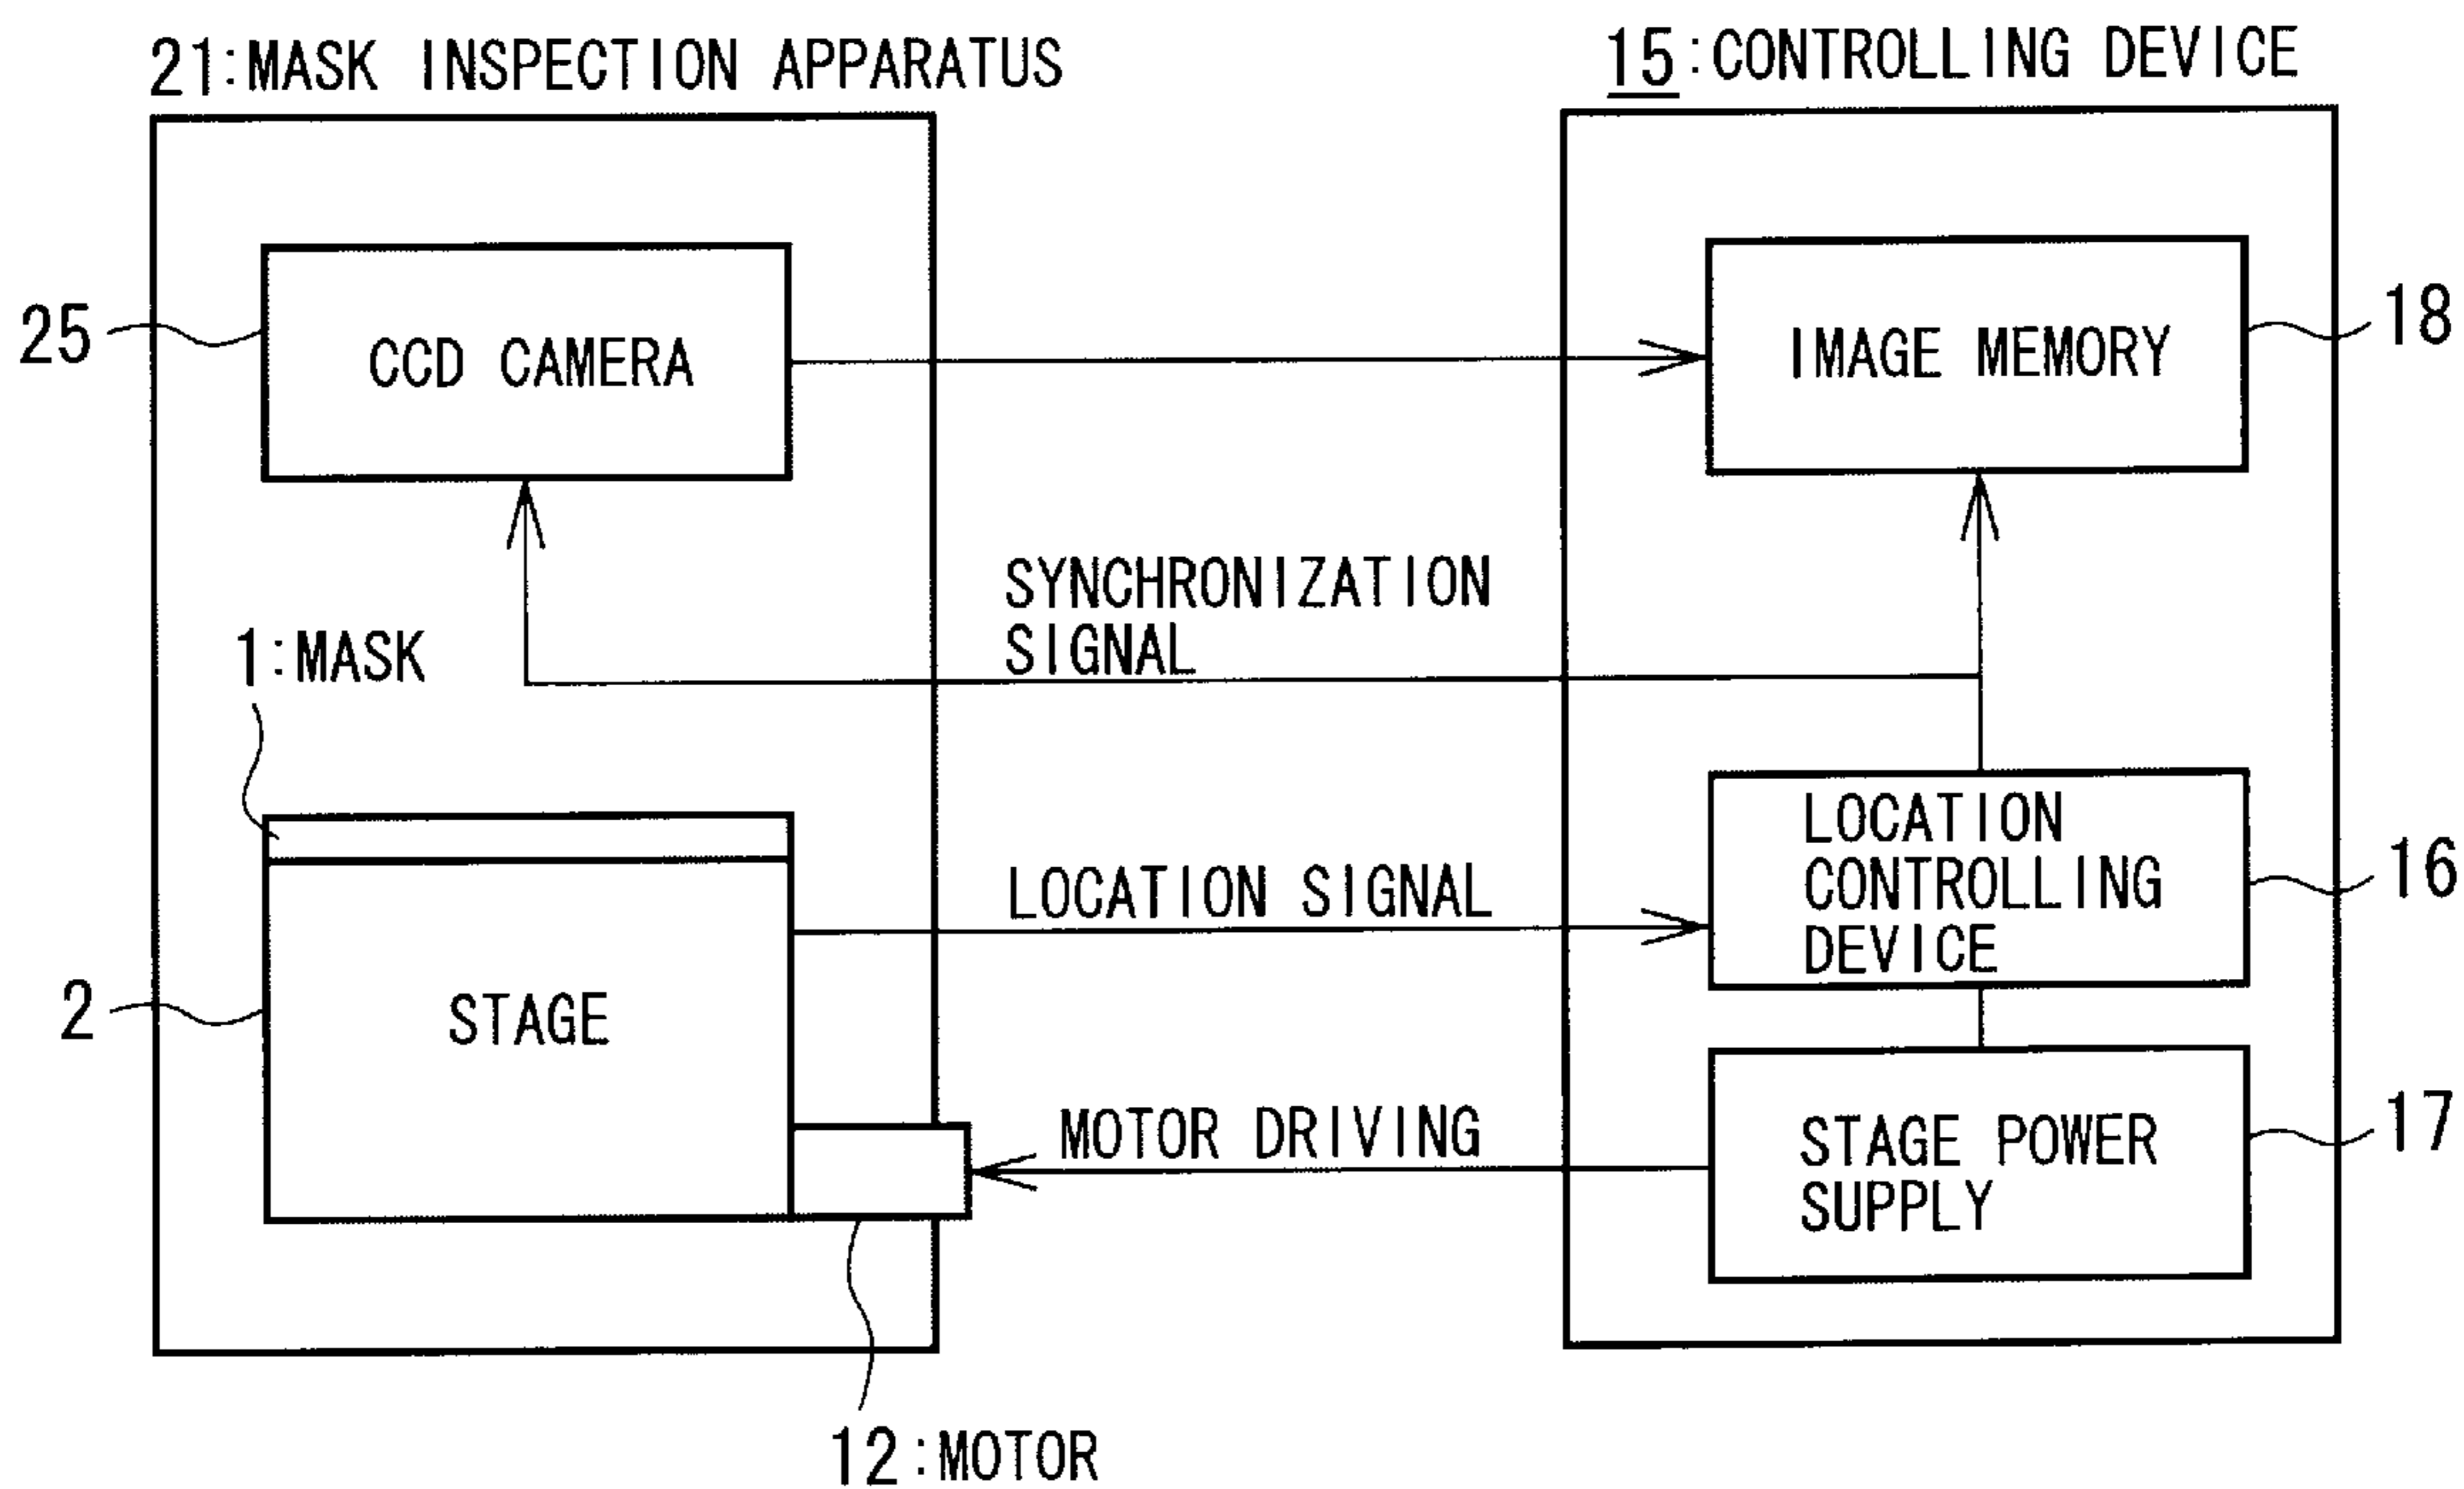 21:MASK INSPECTION APPARATUS
15:CONTROLLING DEVICE
25
CCD CAMERA
IMAGE MEMORY
18
SYNCHRONIZATION
SIGNAL
1:MASK
LOCATION SIGNAL
LOCATION
CONTROLLING
DEVICE
16
2
STAGE
MOTOR DRIVING
STAGE POWER
SUPPLY
17
12:MOTOR